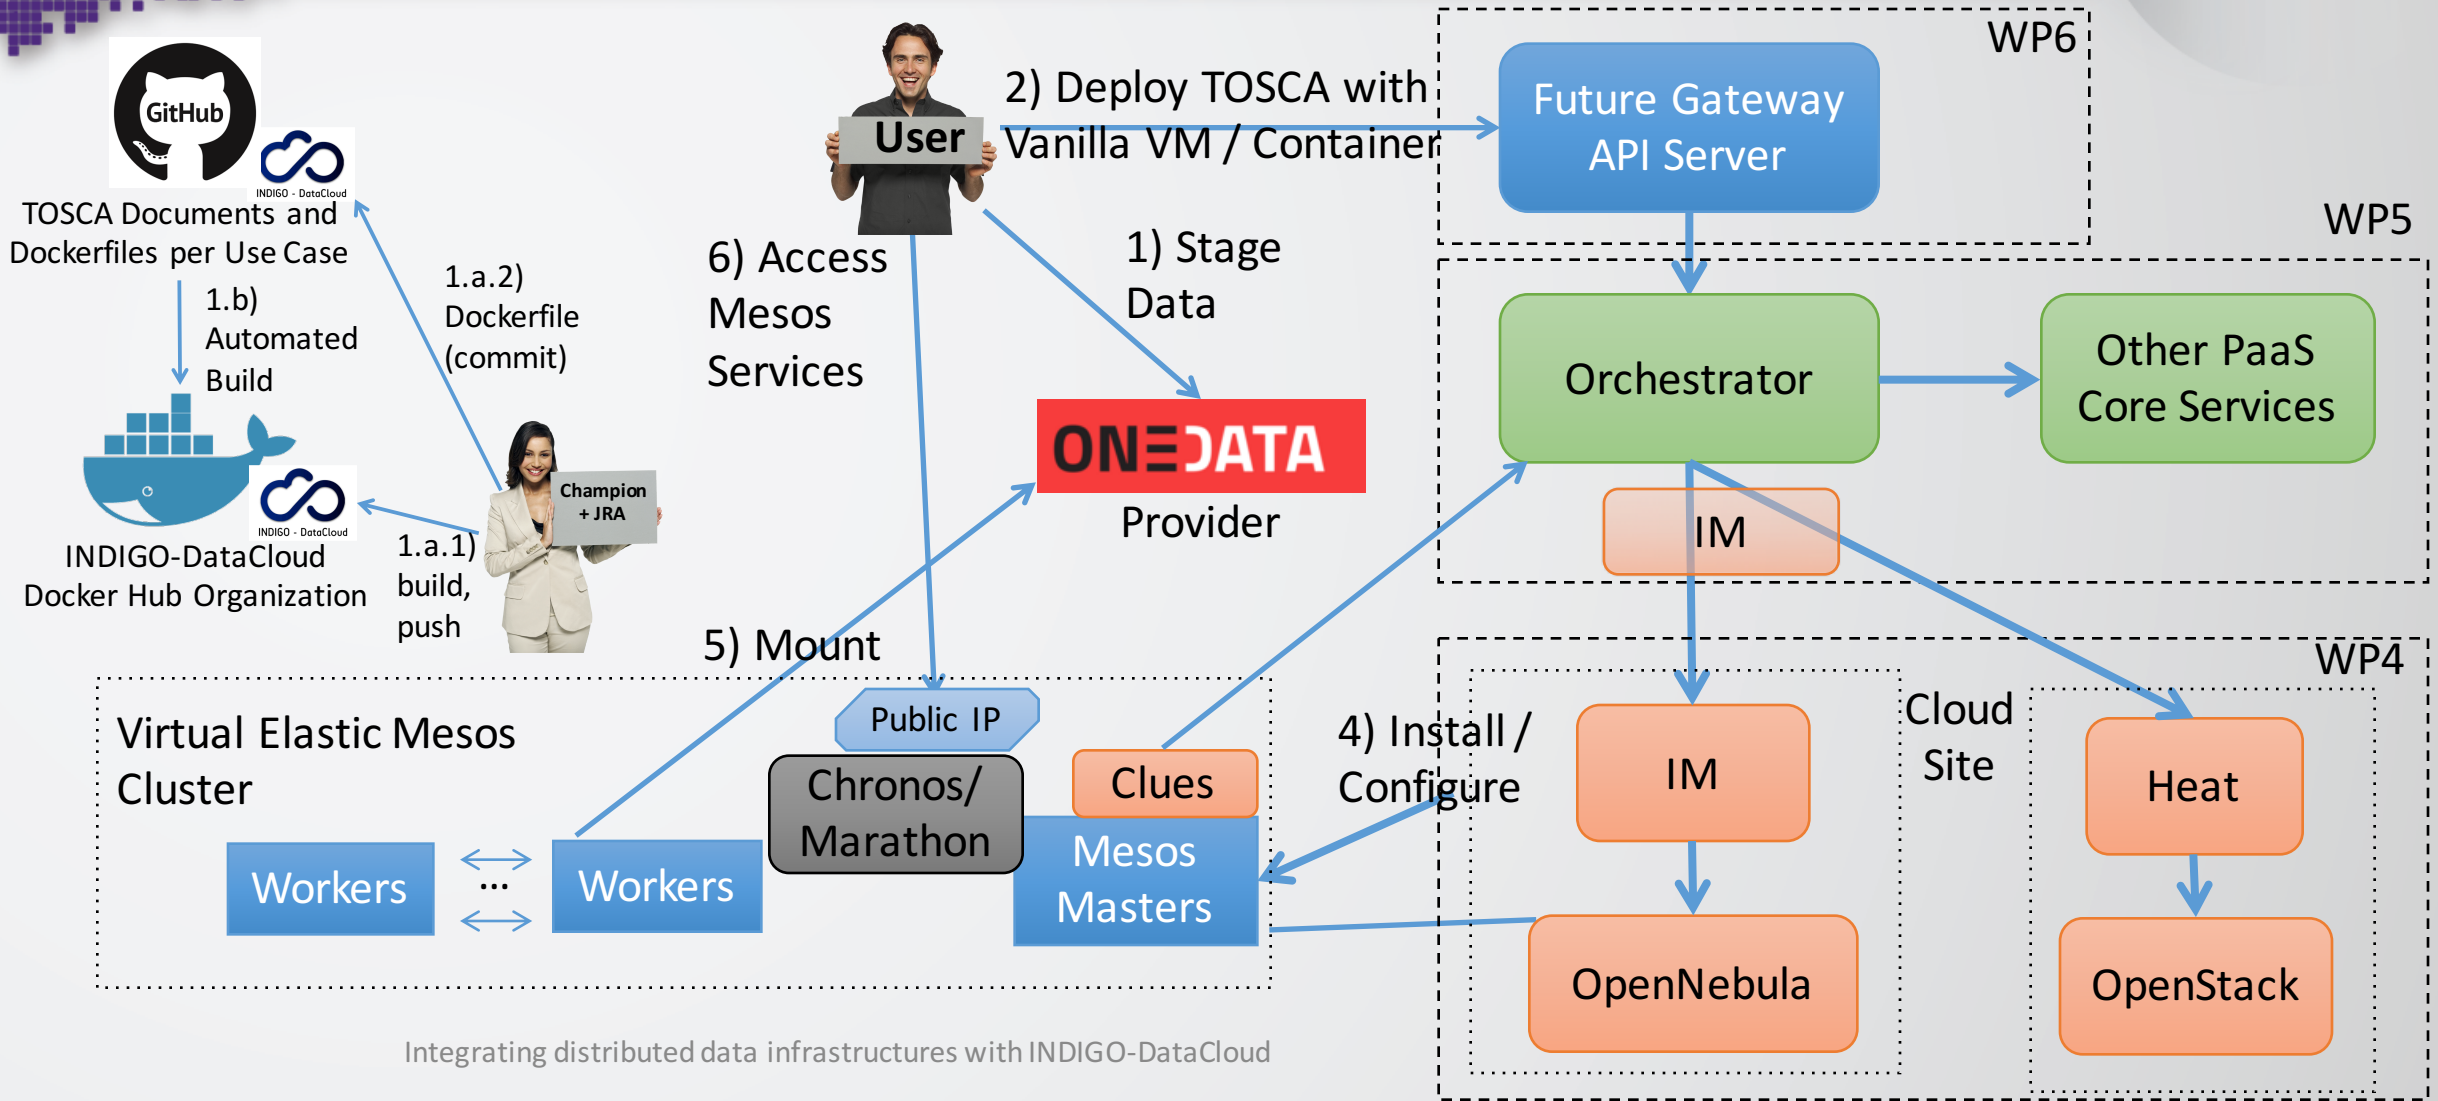 GitHub
INDIGO - DataCloud
TOSCA Documents and
Dockerfiles per Use Case
1.b)
Automated
Build
1.a.2)
Dockerfile
(commit)
INDIGO - DataCloud
INDIGO-DataCloud
Docker Hub Organization
1.a.1)
build,
push
Champion
+ JRA
User
2) Deploy TOSCA with
Vanilla VM / Container
1) Stage
Data
6) Access
Mesos
Services
ONEDATA
Provider
5) Mount
WP6
Future Gateway
API Server
WP5
Orchestrator
Other PaaS
Core Services
IM
WP4
Cloud
Site
IM
Heat
OpenNebula
OpenStack
4) Install /
Configure
Virtual Elastic Mesos
Cluster
Public IP
Chronos/
Marathon
Clues
Mesos
Masters
Workers
...
Workers
Integrating distributed data infrastructures with INDIGO-DataCloud